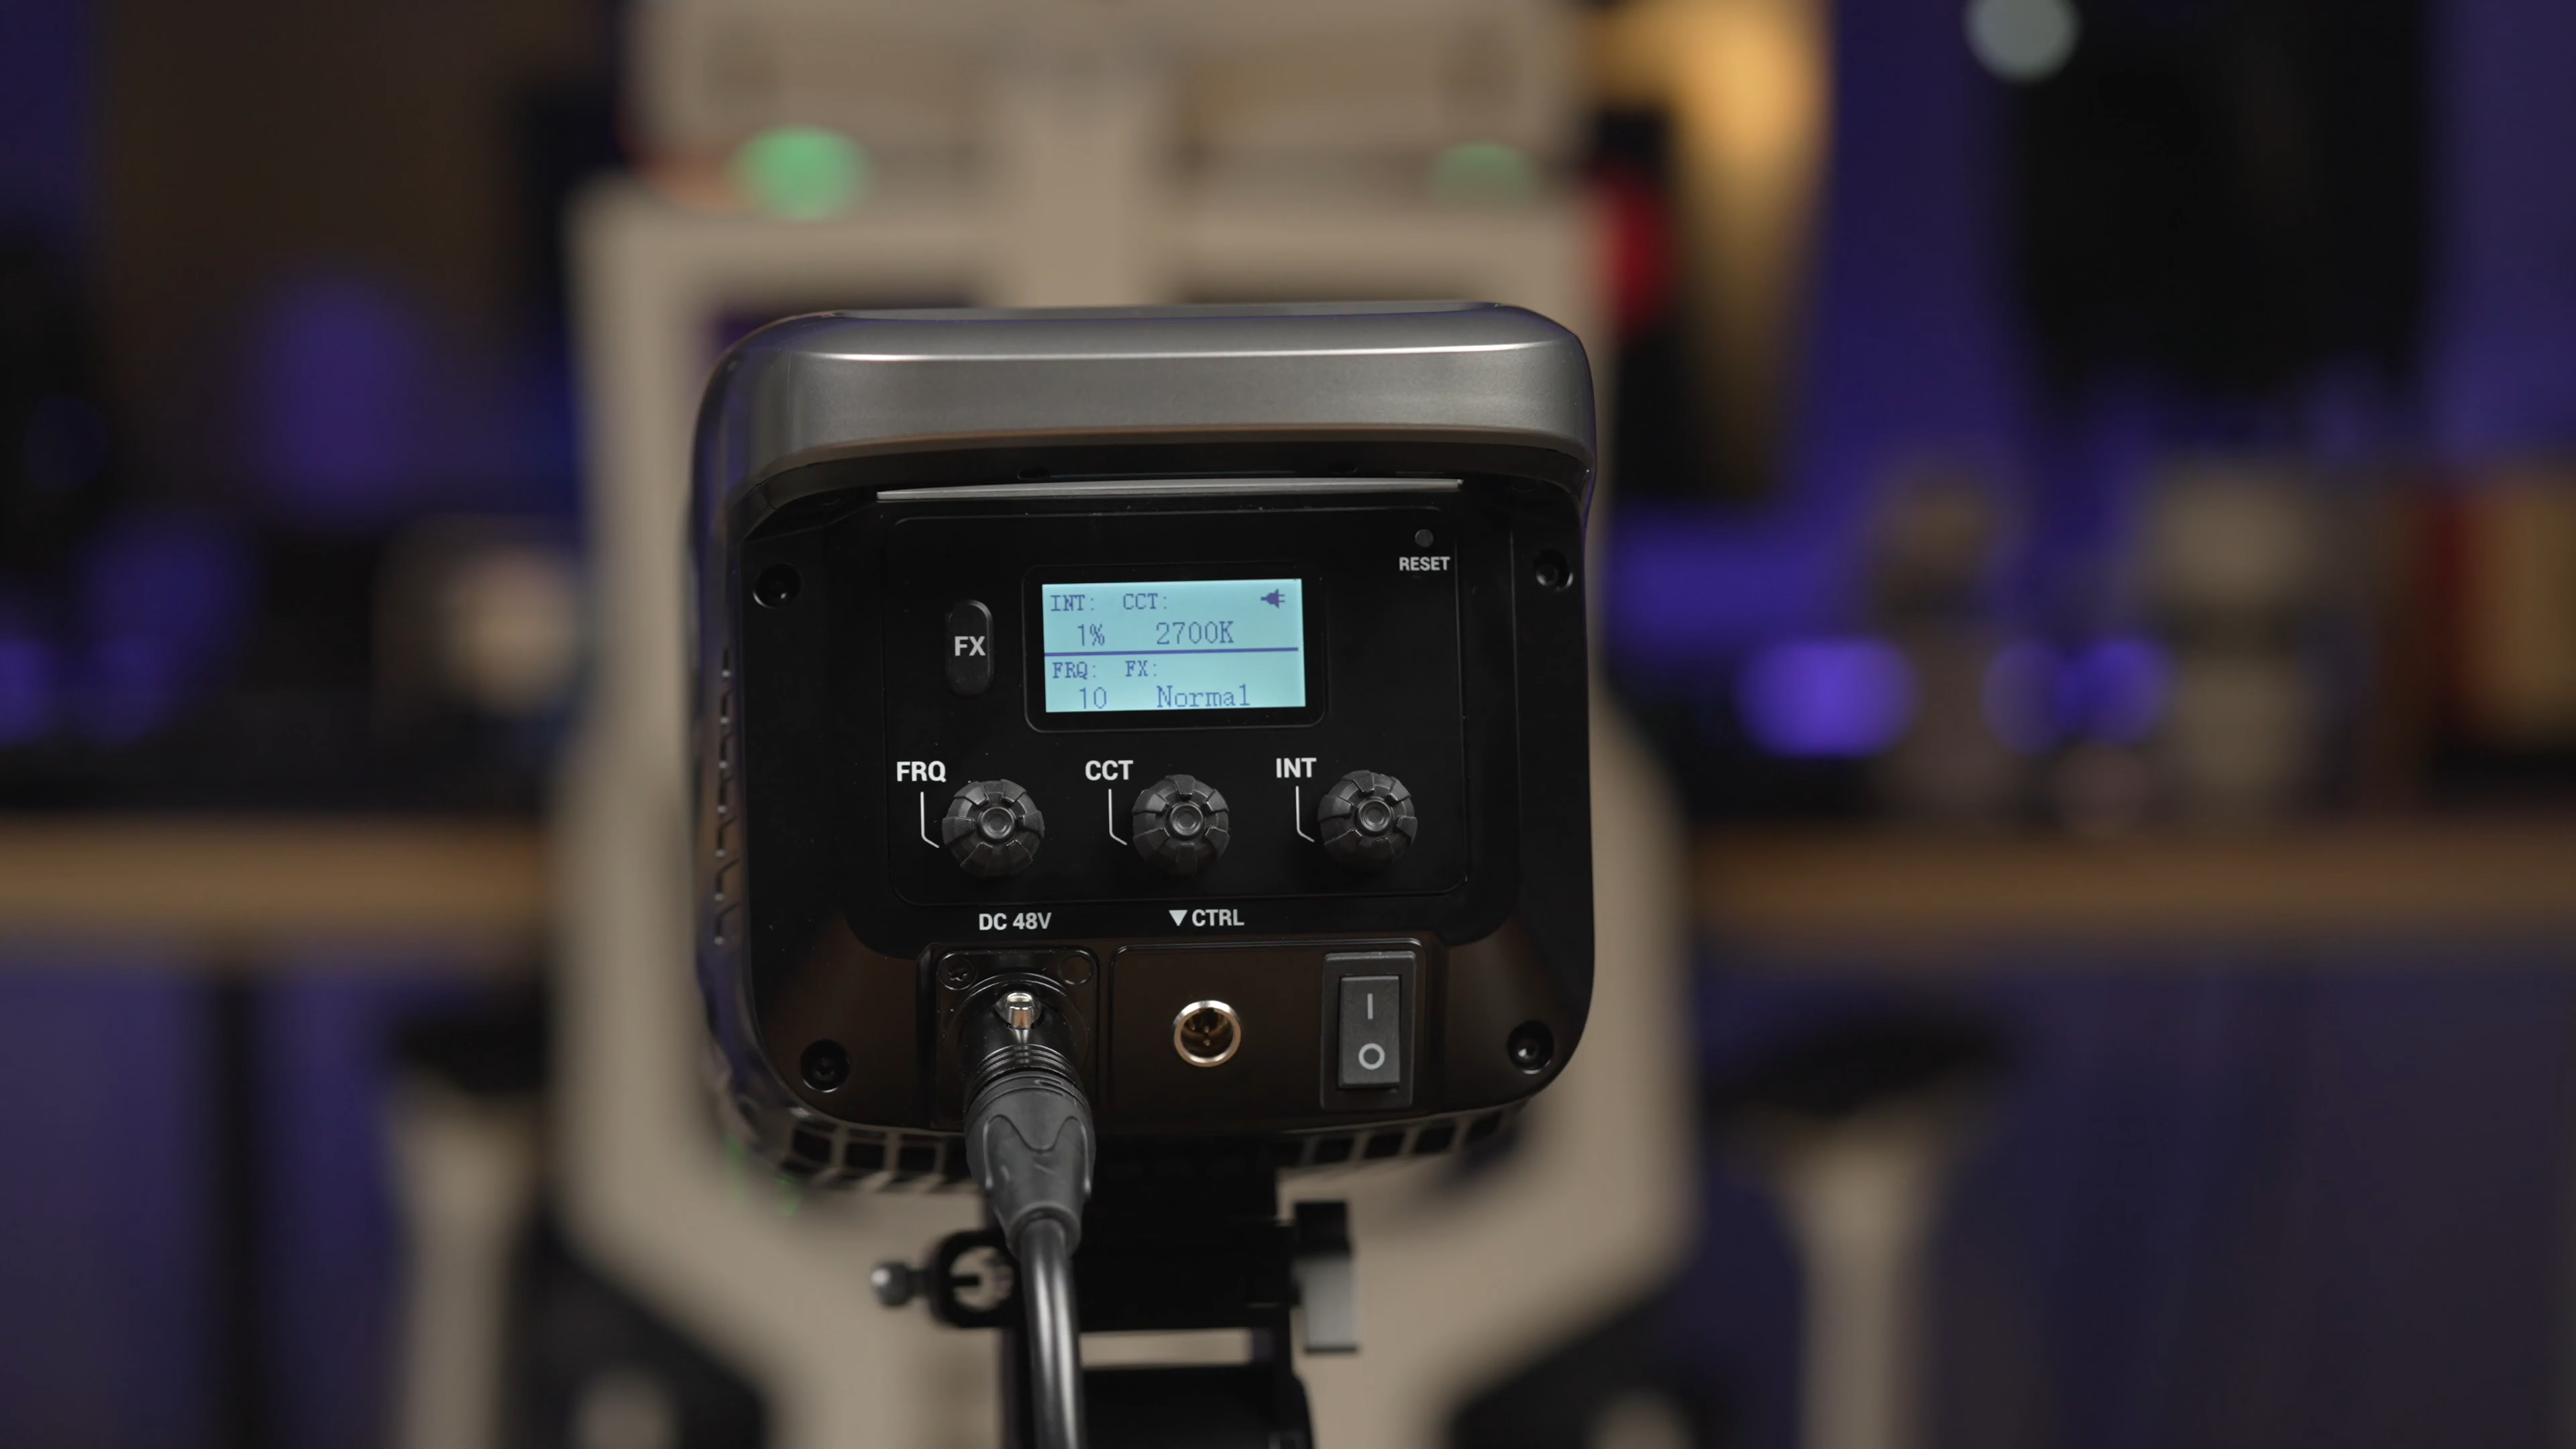 RESET
INT: CCT:
1% 2700K
FX
FRQ: FX:
10 Normal
FRQ CCT INT
DC 48V ▼ CTRL
I
O